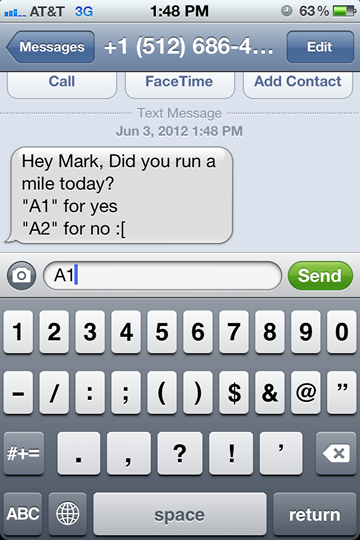 AT&T 3G 1:48 PM 63%
Messages +1 (512) 686-4... Edit
Call FaceTime Add Contact
Text Message
Jun 3, 2012 1:48 PM
Hey Mark, Did you run a
mile today?
"A1" for yes
"A2" for no :[
A1 Send
1 2 3 4 5 6 7 8 9 0
- / : ; ( ) $ & @ "
#+= . , ? ! '
ABC space return